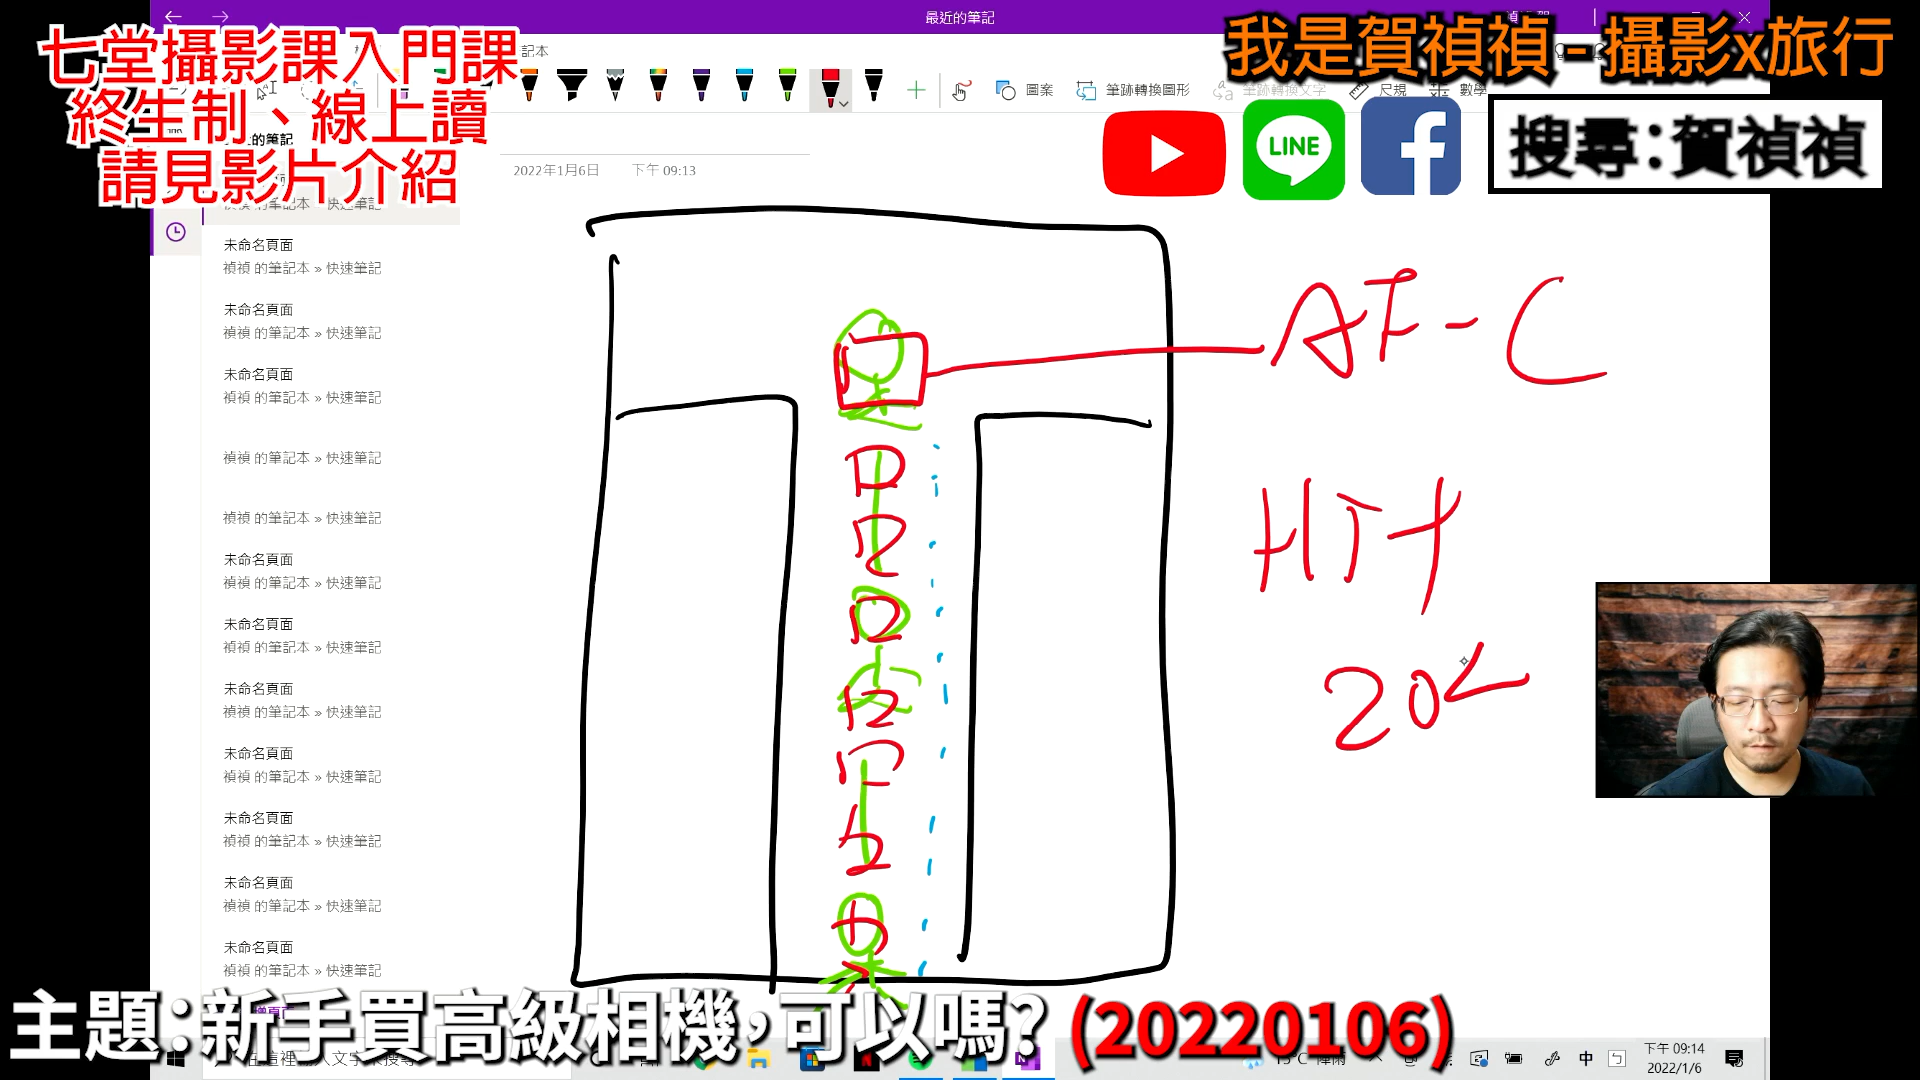 最近的筆記
七堂攝影課入門課
終生制、線上讀
請見影片介紹
我是賀禎禎 - 攝影x旅行
記本
圖案
筆跡轉換圖形
筆跡轉換文字
尺規
數學
LINE
搜尋：賀禎禎
的筆記
2022年1月6日
下午 09:13
未命名頁面
禎禎 的筆記本 » 快速筆記
未命名頁面
禎禎 的筆記本 » 快速筆記
未命名頁面
禎禎 的筆記本 » 快速筆記
禎禎 的筆記本 » 快速筆記
禎禎 的筆記本 » 快速筆記
未命名頁面
禎禎 的筆記本 » 快速筆記
未命名頁面
禎禎 的筆記本 » 快速筆記
未命名頁面
禎禎 的筆記本 » 快速筆記
未命名頁面
禎禎 的筆記本 » 快速筆記
未命名頁面
禎禎 的筆記本 » 快速筆記
未命名頁面
禎禎 的筆記本 » 快速筆記
未命名頁面
禎禎 的筆記本 » 快速筆記
AF-C
Hit
20
主題：新手買高級相機，可以嗎？(20220106)
中
下午 09:14
2022/1/6